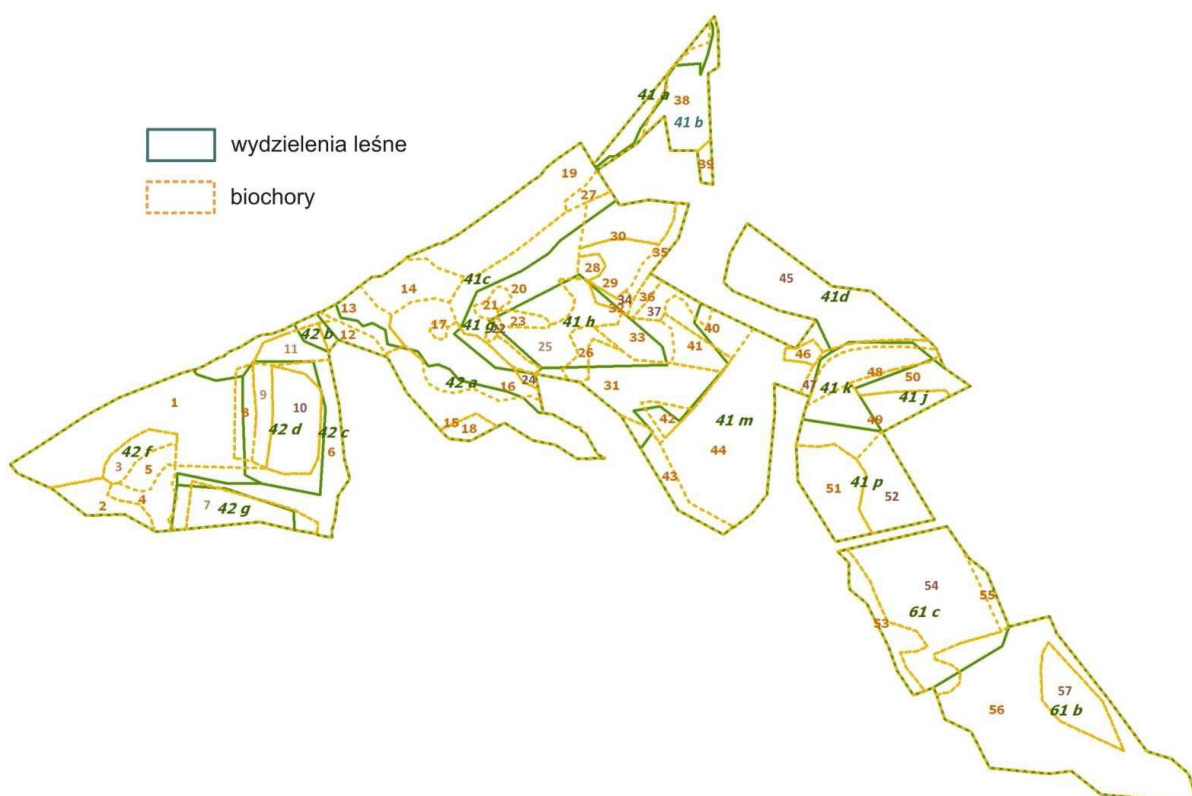 41 a
38
41 b
wydzielenia leśne
39
19
biochory
27
30
35
28
45
14
41c
20
29
36
41d
13
21
34
37
32
17
41 g
22
23
41 h
40
12
42 b
33
41
11
25
26
46
48
50
24
47
41 k
16
42 a
31
9
10
41 j
1
8
42 d
42 c
15
18
42
41 m
49
6
42 f
44
3
5
43
41 p
51
52
2
4
7
42 g
54
55
61 c
53
57
56
61 b